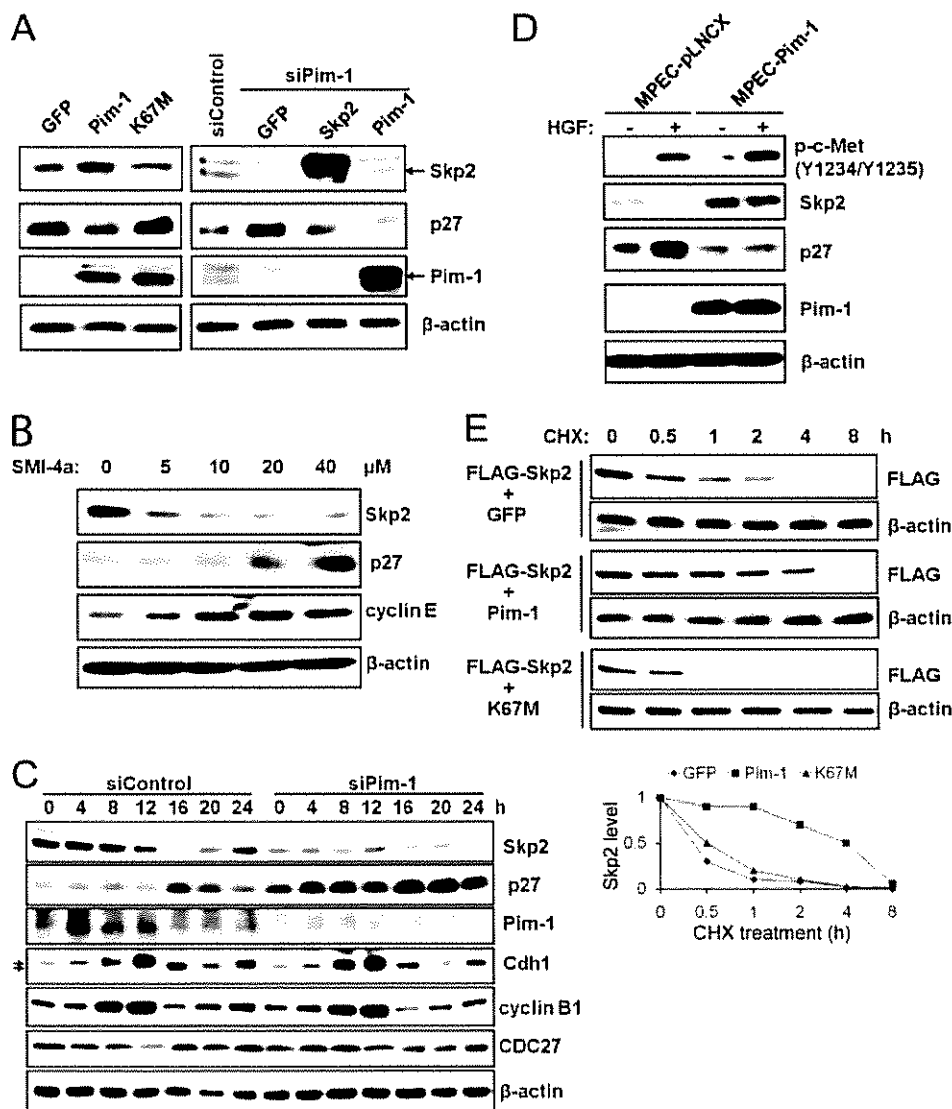 A
GFP Pim-1 K67M
siControl
siPim-1
GFP Skp2 Pim-1
Skp2
p27
Pim-1
β-actin
B
SMI-4a: 0 5 10 20 40 µM
Skp2
p27
cyclin E
β-actin
C
siControl siPim-1
0 4 8 12 16 20 24 0 4 8 12 16 20 24 h
Skp2
p27
Pim-1
Cdh1
cyclin B1
CDC27
β-actin
D
MPEC-pLNCX MPEC-Pim-1
HGF: - + - +
p-c-Met
(Y1234/Y1235)
Skp2
p27
Pim-1
β-actin
E
CHX: 0 0.5 1 2 4 8 h
FLAG-Skp2
+
GFP
FLAG
β-actin
FLAG-Skp2
+
Pim-1
FLAG
β-actin
FLAG-Skp2
+
K67M
FLAG
β-actin
GFP Pim-1 K67M
Skp2 level
1
0.5
0
0 0.5 1 2 4 8
CHX treatment (h)